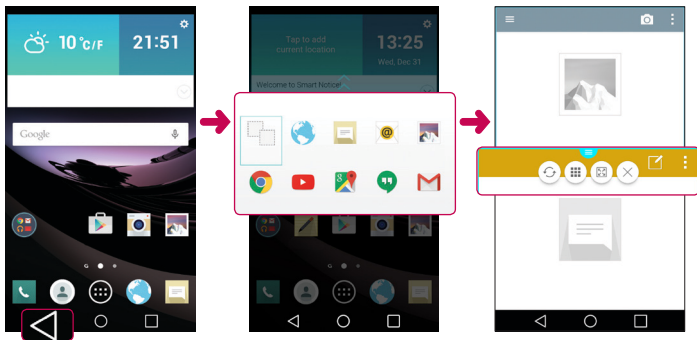 10°C/F
21:51
Google
Tap to add
current location
13:25
Wed, Dec 31
Welcome to Smart Notice!